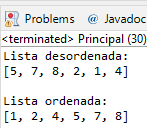 Problems @ Javadoc
<terminated> Principal (30)
Lista desordenada:
[5, 7, 8, 2, 1, 4]
Lista ordenada:
[1, 2, 4, 5, 7, 8]